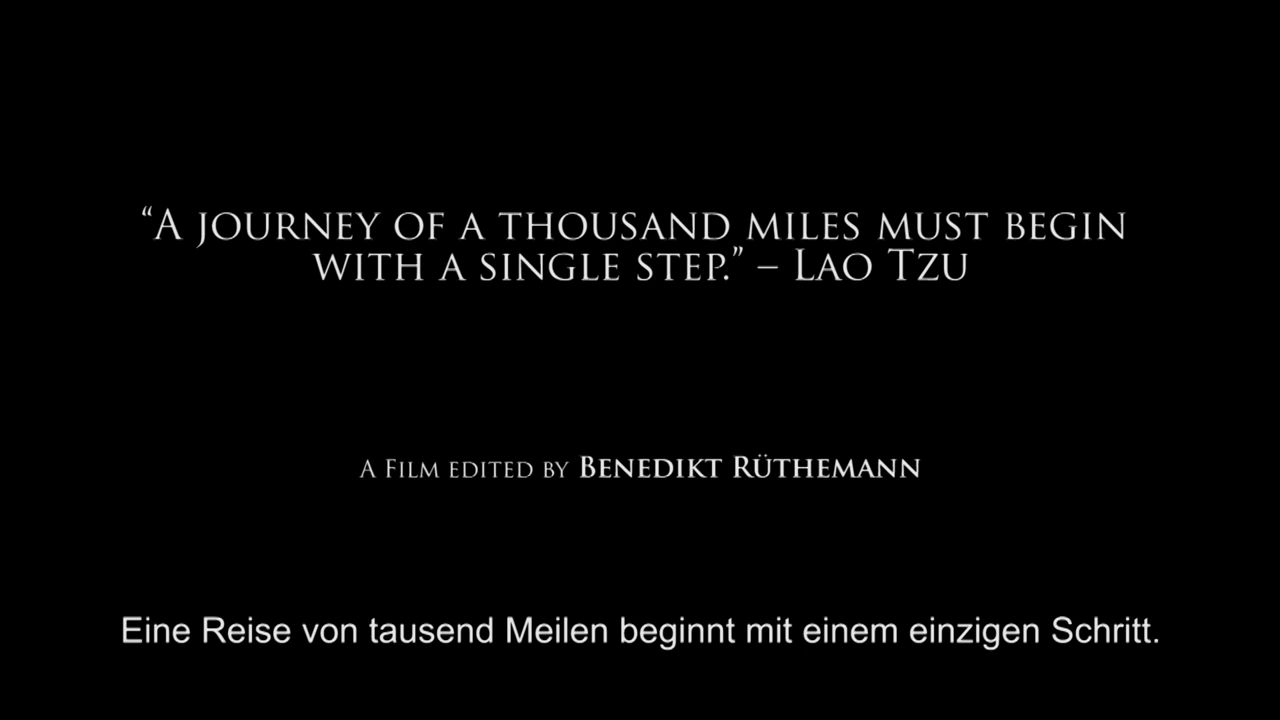 “A journey of a thousand miles must begin
with a single step.” – Lao Tzu
A Film edited by Benedikt Rüthemann
Eine Reise von tausend Meilen beginnt mit einem einzigen Schritt.